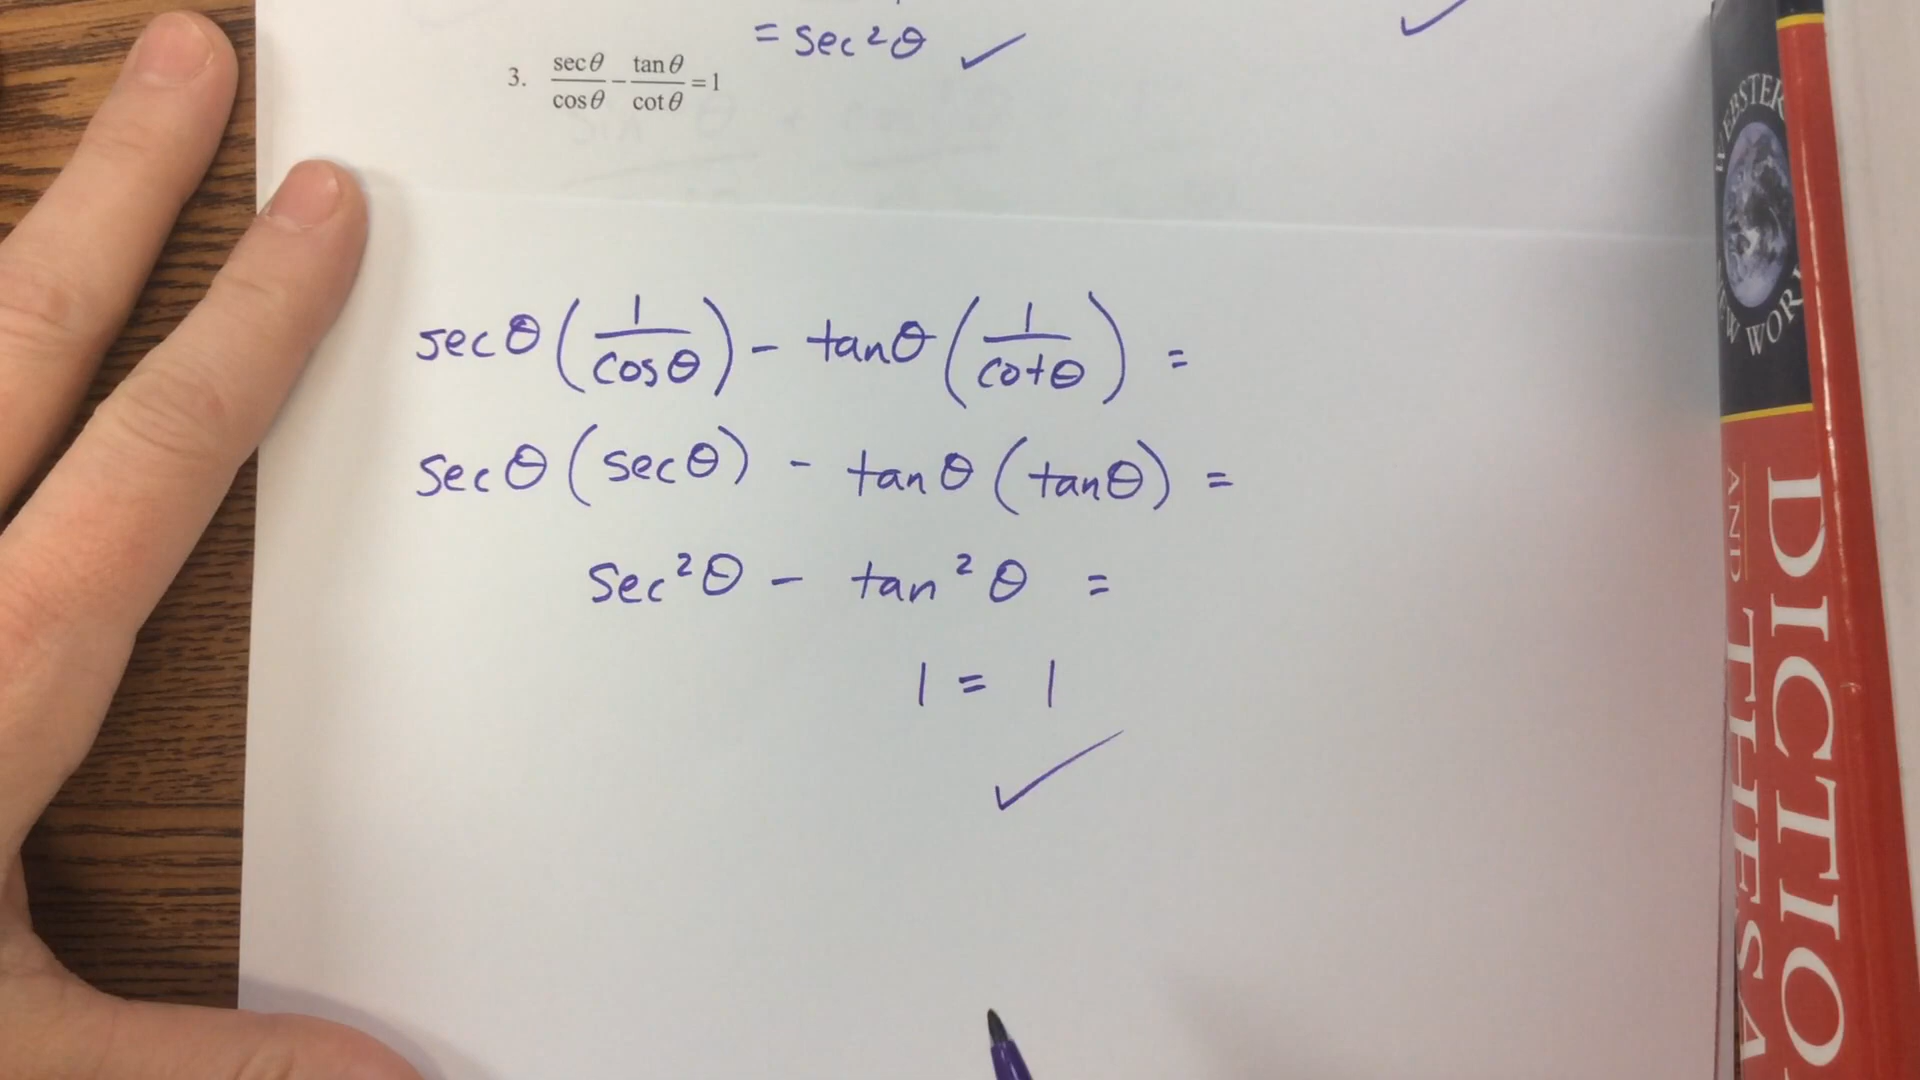 = sec²θ ✓
✓
3. secθ/cosθ − tanθ/cotθ = 1
secθ(1/cosθ) − tanθ(1/cotθ) =
secθ(secθ) − tanθ(tanθ) =
sec²θ − tan²θ =
1 = 1
✓
WEBSTER
NEW WOR
DICTIO
AND THESA